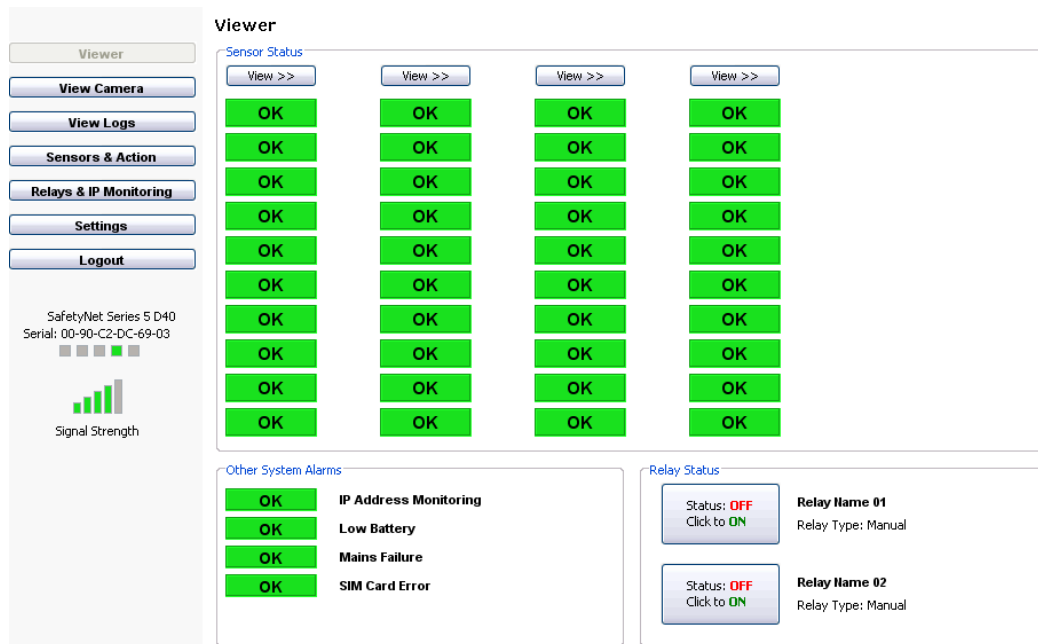 Viewer
Viewer
View Camera
View Logs
Sensors & Action
Relays & IP Monitoring
Settings
Logout
SafetyNet Series 5 D40
Serial: 00-90-C2-DC-69-03
Signal Strength
Sensor Status
View >> View >> View >> View >>
OK OK OK OK
OK OK OK OK
OK OK OK OK
OK OK OK OK
OK OK OK OK
OK OK OK OK
OK OK OK OK
OK OK OK OK
OK OK OK OK
OK OK OK OK
Other System Alarms
OK IP Address Monitoring
OK Low Battery
OK Mains Failure
OK SIM Card Error
Relay Status
Status: OFF
Click to ON
Relay Name 01
Relay Type: Manual
Status: OFF
Click to ON
Relay Name 02
Relay Type: Manual